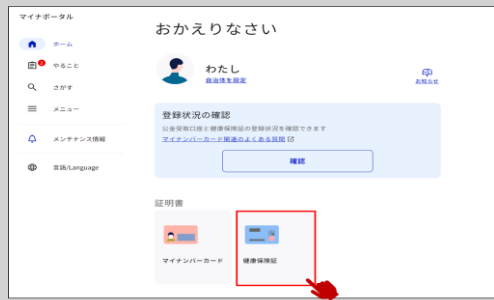 マイナポータル
ホーム
やること
さがす
メニュー
メンテナンス情報
言語/Language
おかえりなさい
わたし
自治体を設定
お知らせ
登録状況の確認
公金受取口座と健康保険証の登録状況を確認できます
マイナンバーカード関連のよくある質問
確認
証明書
マイナンバーカード
健康保険証